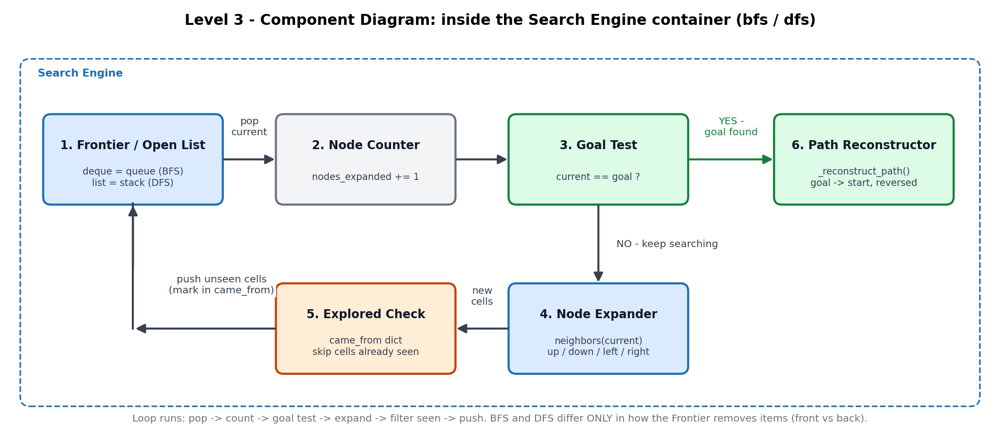 Level 3 - Component Diagram: inside the Search Engine container (bfs / dfs)
Search Engine
1. Frontier / Open List
deque = queue (BFS)
list = stack (DFS)
pop
current
2. Node Counter
nodes_expanded += 1
3. Goal Test
current == goal ?
YES -
goal found
6. Path Reconstructor
_reconstruct_path()
goal -> start, reversed
NO - keep searching
4. Node Expander
neighbors(current)
up / down / left / right
new
cells
5. Explored Check
came_from dict
skip cells already seen
push unseen cells
(mark in came_from)
Loop runs: pop -> count -> goal test -> expand -> filter seen -> push. BFS and DFS differ ONLY in how the Frontier removes items (front vs back).